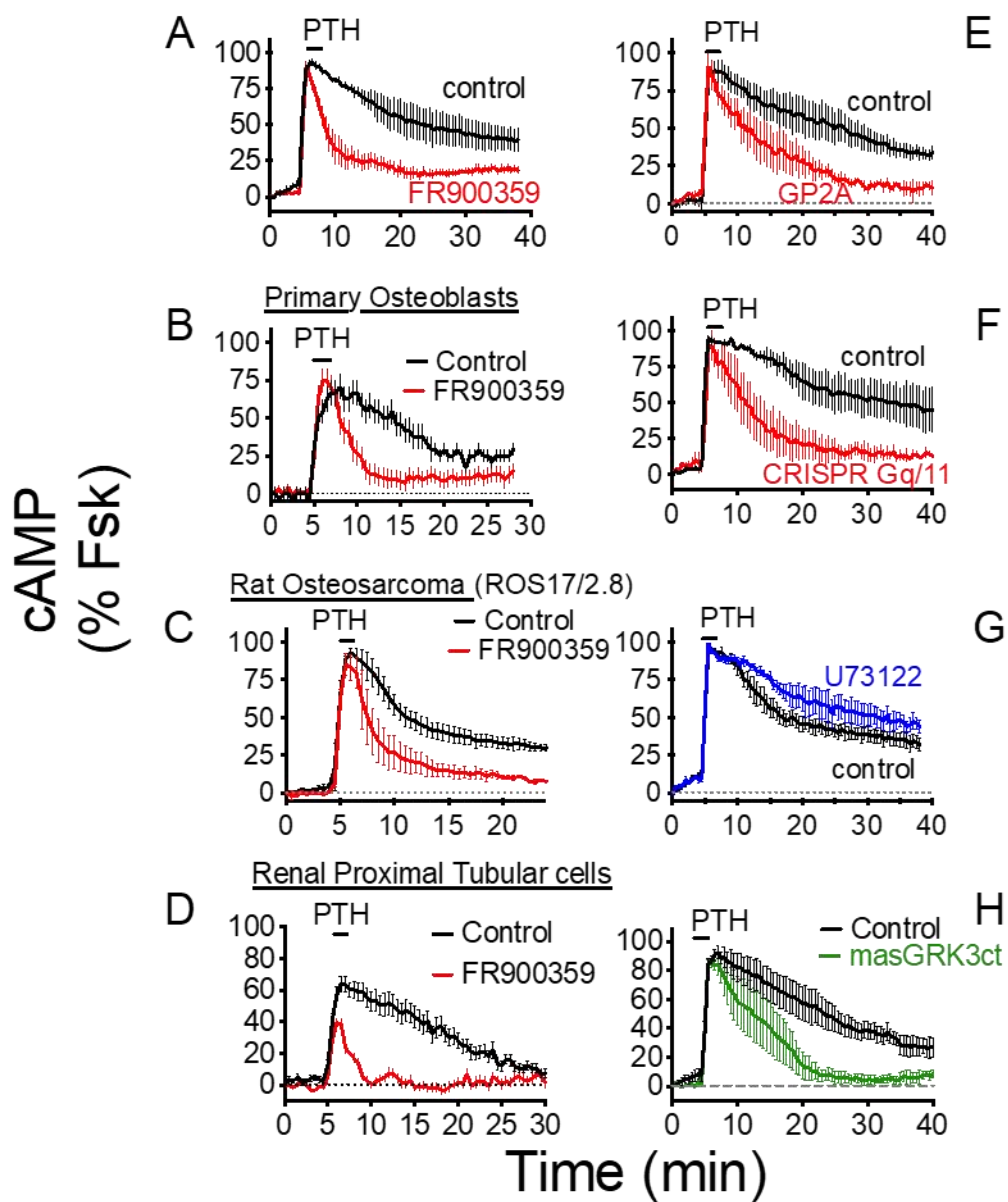 A
PTH
100
75
50
25
0
control
FR900359
0 10 20 30 40
E
PTH
100
75
50
25
0
control
GP2A
10 20 30 40
Primary Osteoblasts
B
PTH
100
75
50
25
0
Control
FR900359
0 5 10 15 20 25 30
F
PTH
100
75
50
25
0
control
CRISPR Gq/11
0 10 20 30 40
Rat Osteosarcoma (ROS17/2.8)
C
PTH
100
75
50
25
0
Control
FR900359
0 5 10 15 20
G
PTH
100
75
50
25
0
U73122
control
0 10 20 30 40
Renal Proximal Tubular cells
D
PTH
100
80
60
40
20
0
Control
FR900359
0 5 10 15 20 25 30
H
PTH
100
80
60
40
20
0
Control
masGRK3ct
0 10 20 30 40
cAMP
(% Fsk)
Time (min)